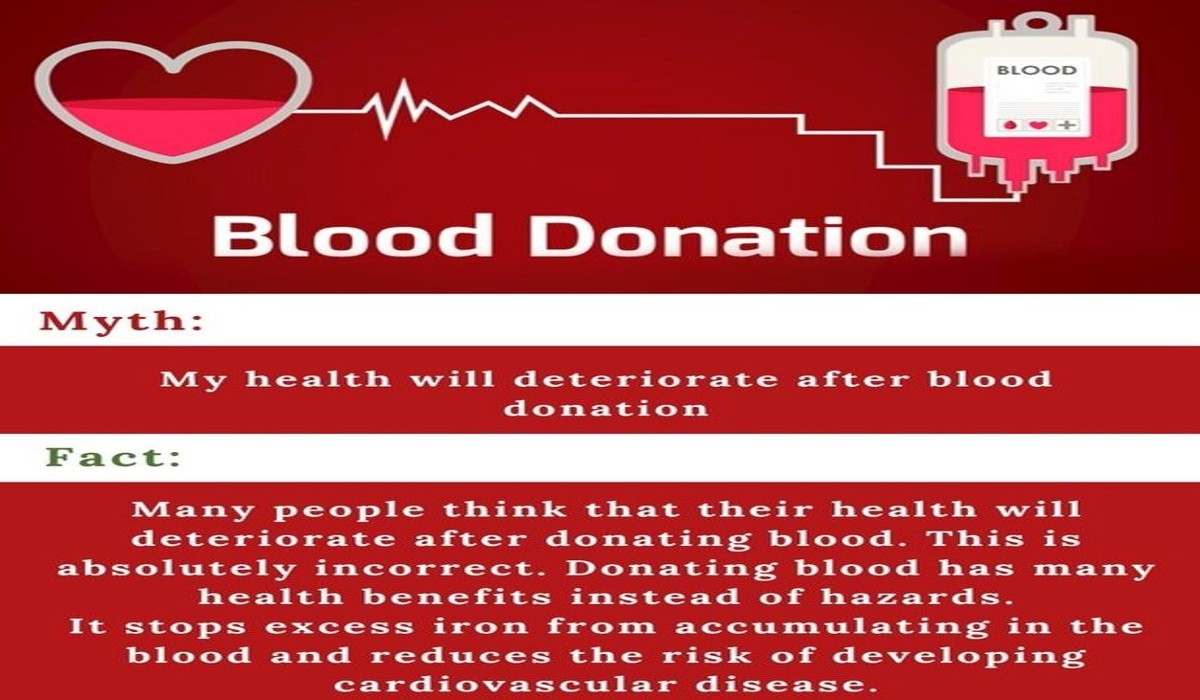 BLOOD
Blood Donation
Myth:
My health will deteriorate after blood
donation
Fact:
Many people think that their health will
deteriorate after donating blood. This is
absolutely incorrect. Donating blood has many
health benefits instead of hazards.
It stops excess iron from accumulating in the
blood and reduces the risk of developing
cardiovascular disease.